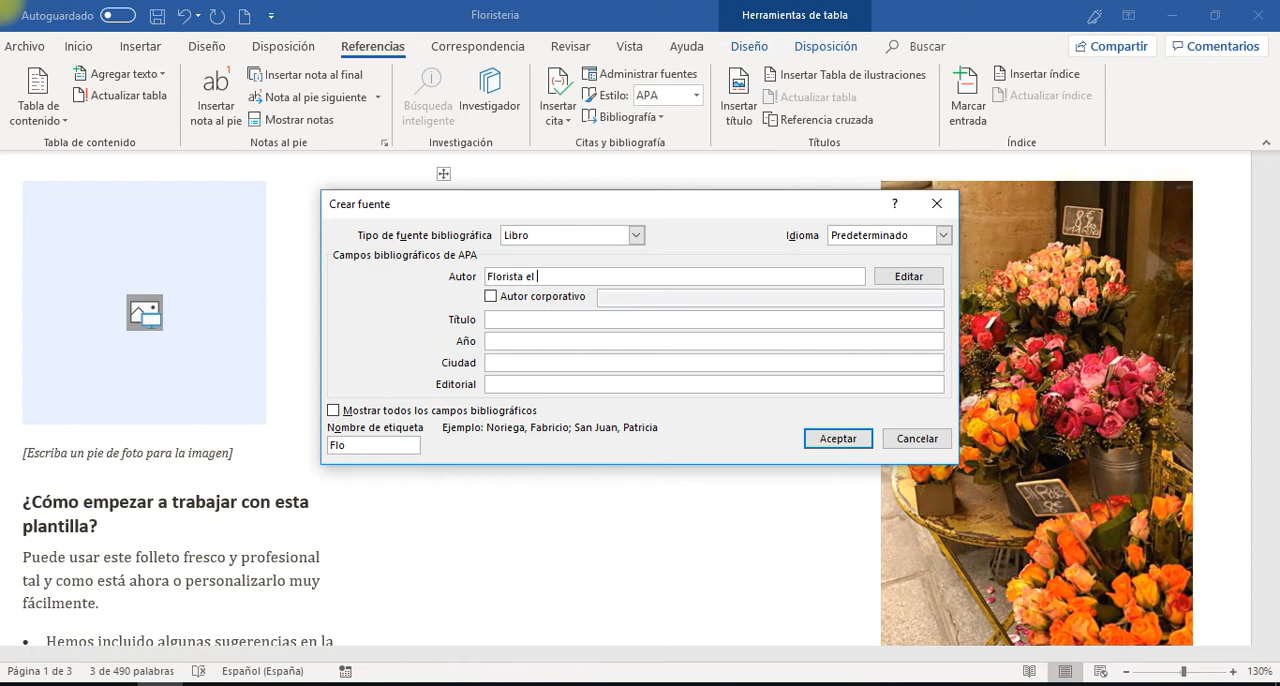 Autoguardado
Floristeria
Herramientas de tabla
Archivo Inicio Insertar Diseño Disposición Referencias Correspondencia Revisar Vista Ayuda Diseño Disposición Buscar Compartir Comentarios
Tabla de contenido
Agregar texto
Actualizar tabla
Tabla de contenido
ab 1
Insertar nota al pie
Insertar nota al final
Nota al pie siguiente
Mostrar notas
Notas al pie
Búsqueda inteligente
Investigador
Investigación
Insertar cita
Administrar fuentes
Estilo: APA
Bibliografía
Citas y bibliografía
Insertar título
Insertar Tabla de ilustraciones
Actualizar tabla
Referencia cruzada
Títulos
Marcar entrada
Insertar índice
Actualizar índice
Índice
Crear fuente ?
Tipo de fuente bibliográfica Libro Idioma Predeterminado
Campos bibliográficos de APA
Autor Florista el Editar
Autor corporativo
Título
Año
Ciudad
Editorial
Mostrar todos los campos bibliográficos
Nombre de etiqueta Ejemplo: Noriega, Fabricio; San Juan, Patricia
Flo
Aceptar Cancelar
[Escriba un pie de foto para la imagen]
¿Cómo empezar a trabajar con esta
plantilla?
Puede usar este folleto fresco y profesional
tal y como está ahora o personalizarlo muy
fácilmente.
• Hemos incluido algunas sugerencias en la
Página 1 de 3 3 de 490 palabras Español (España) 130%